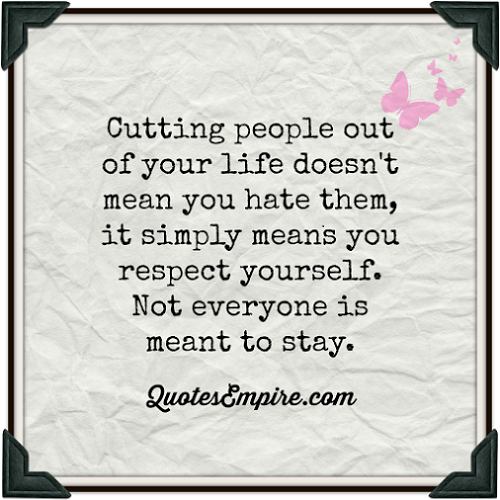 Cutting people out
of your life doesn't
mean you hate them,
it simply means you
respect yourself.
Not everyone is
meant to stay.
QuotesEmpire.com